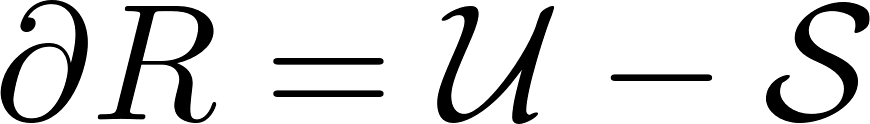 ∂R = 𝒰 − 𝒮